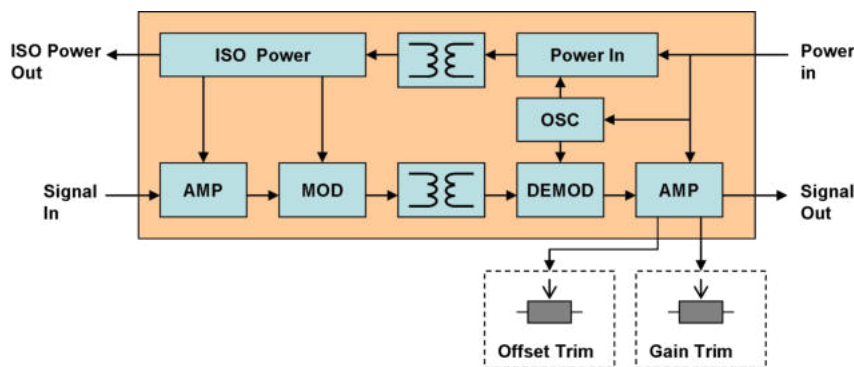 ISO Power
Out
ISO Power
Power In
Power
in
OSC
Signal
In
AMP
MOD
DEMOD
AMP
Signal
Out
Offset Trim
Gain Trim